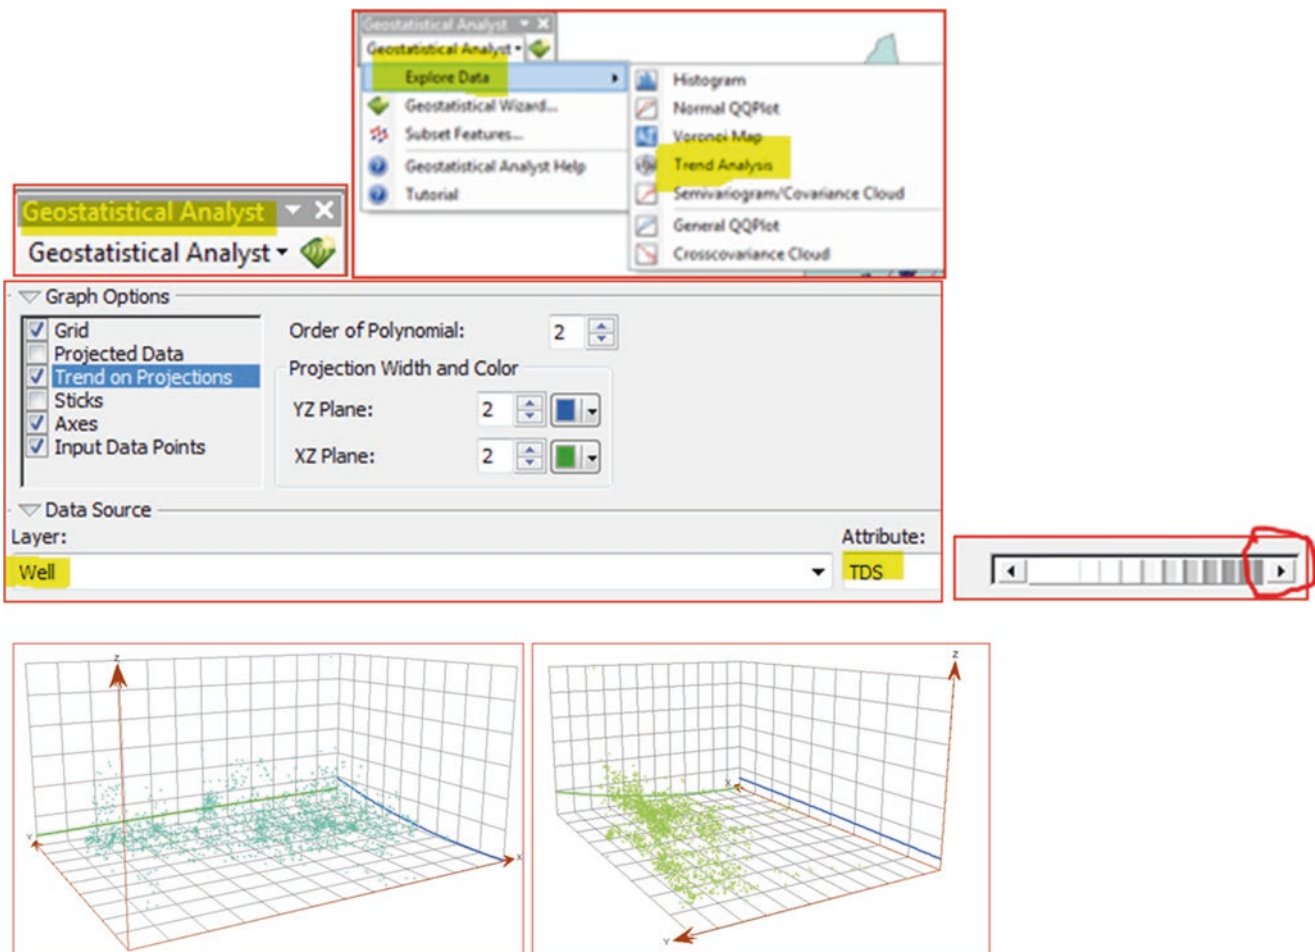 Geostatistical Analyst
Geostatistical Analyst
Explore Data
Geostatistical Wizard...
Subset Features...
Geostatistical Analyst Help
Tutorial
Histogram
Normal QQPlot
Voronoi Map
Trend Analysis
Semivariogram/Covariance Cloud
General QQPlot
Crosscovariance Cloud
Geostatistical Analyst
Geostatistical Analyst
Graph Options
Grid
Projected Data
Trend on Projections
Sticks
Axes
Input Data Points
Order of Polynomial: 2
Projection Width and Color
YZ Plane: 2
XZ Plane: 2
Data Source
Layer:
Well
Attribute:
TDS
Z
Y
X
Z
X
Y